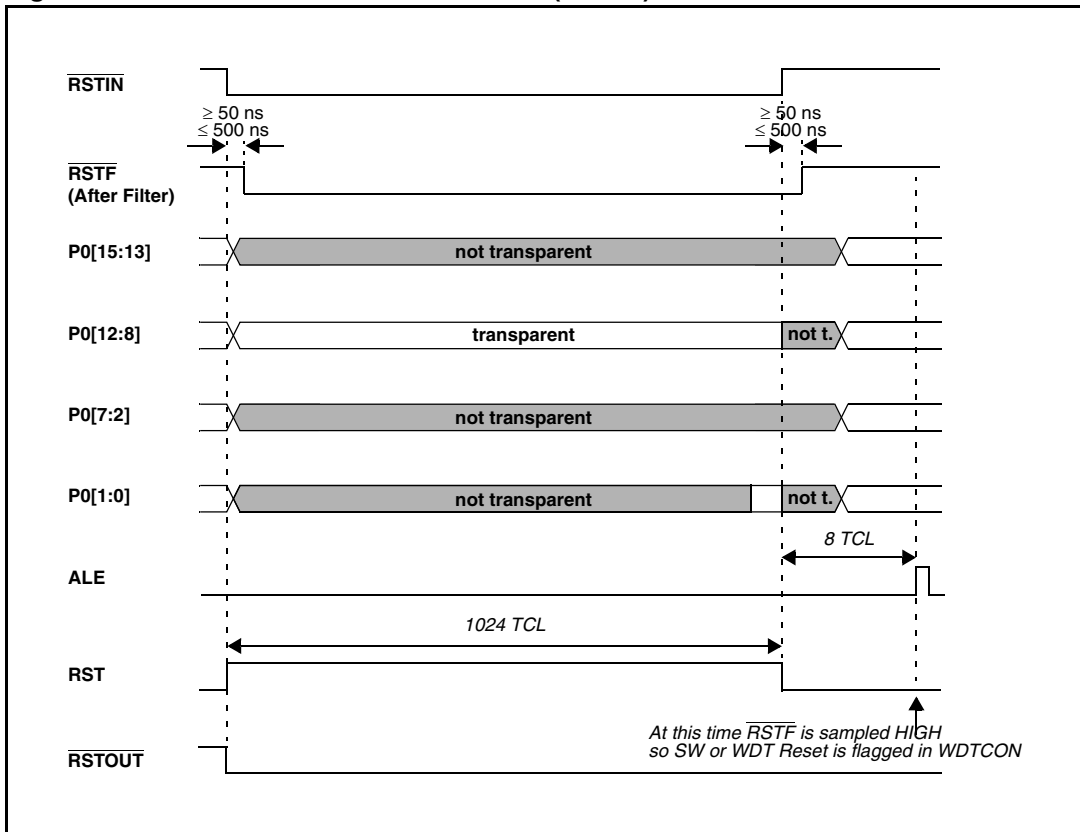 RSTIN
≥ 50 ns
≤ 500 ns
≥ 50 ns
≤ 500 ns
RSTF
(After Filter)
P0[15:13]
not transparent
P0[12:8]
transparent
not t.
P0[7:2]
not transparent
P0[1:0]
not transparent
not t.
8 TCL
ALE
1024 TCL
RST
At this time RSTF is sampled HIGH
so SW or WDT Reset is flagged in WDTCON
RSTOUT